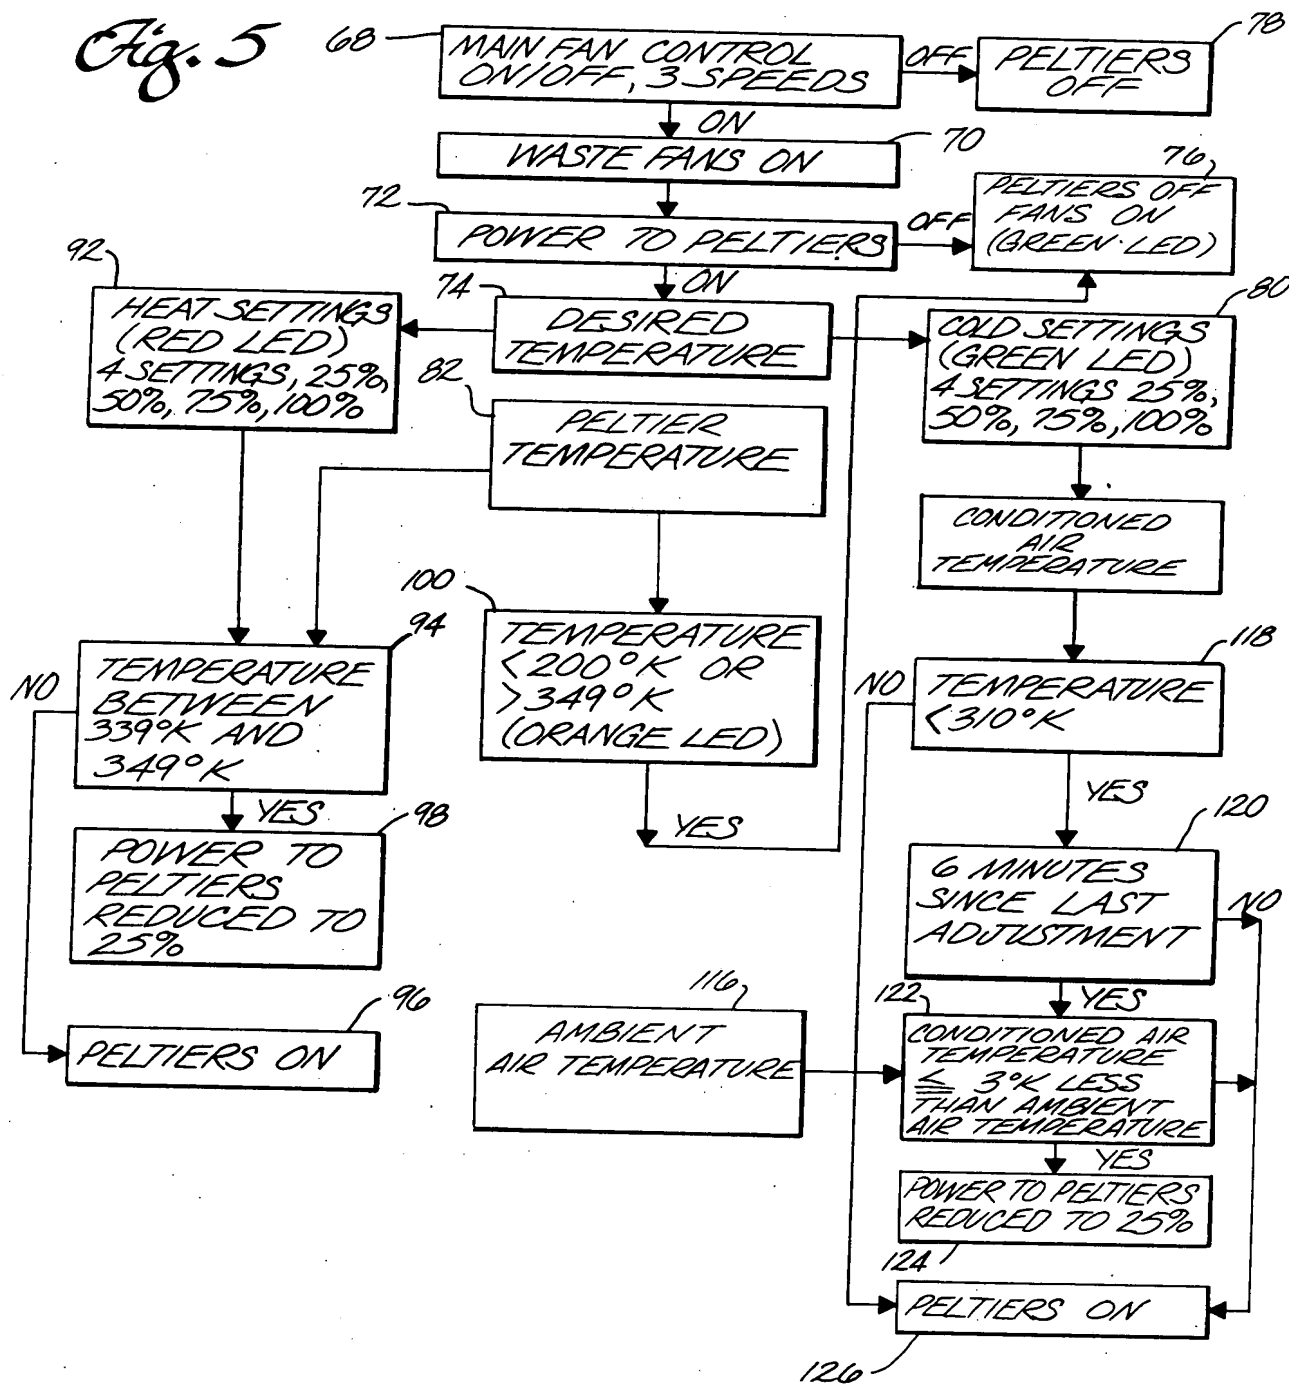 Fig. 5
68
MAIN FAN CONTROL
ON/OFF, 3 SPEEDS
OFF
PELTIERS
OFF
78
ON
WASTE FANS ON
70
72
POWER TO PELTIERS
OFF
PELTIERS OFF
FANS ON
(GREEN LED)
76
ON
92
HEAT SETTINGS
(RED LED)
4 SETTINGS, 25%,
50%, 75%, 100%
74
DESIRED
TEMPERATURE
80
COLD SETTINGS
(GREEN LED)
4 SETTINGS 25%,
50%, 75%, 100%
82
PELTIER
TEMPERATURE
CONDITIONED
AIR
TEMPERATURE
100
TEMPERATURE
<200°K OR
>349°K
(ORANGE LED)
YES
94
TEMPERATURE
BETWEEN
339°K AND
349°K
NO
YES
98
POWER TO
PELTIERS
REDUCED TO
25%
96
PELTIERS ON
118
NO
TEMPERATURE
<310°K
YES
120
6 MINUTES
SINCE LAST
ADJUSTMENT
NO
YES
116
AMBIENT
AIR TEMPERATURE
122
CONDITIONED AIR
TEMPERATURE
≤ 3°K LESS
THAN AMBIENT
AIR TEMPERATURE
YES
POWER TO PELTIERS
REDUCED TO 25%
124
PELTIERS ON
126